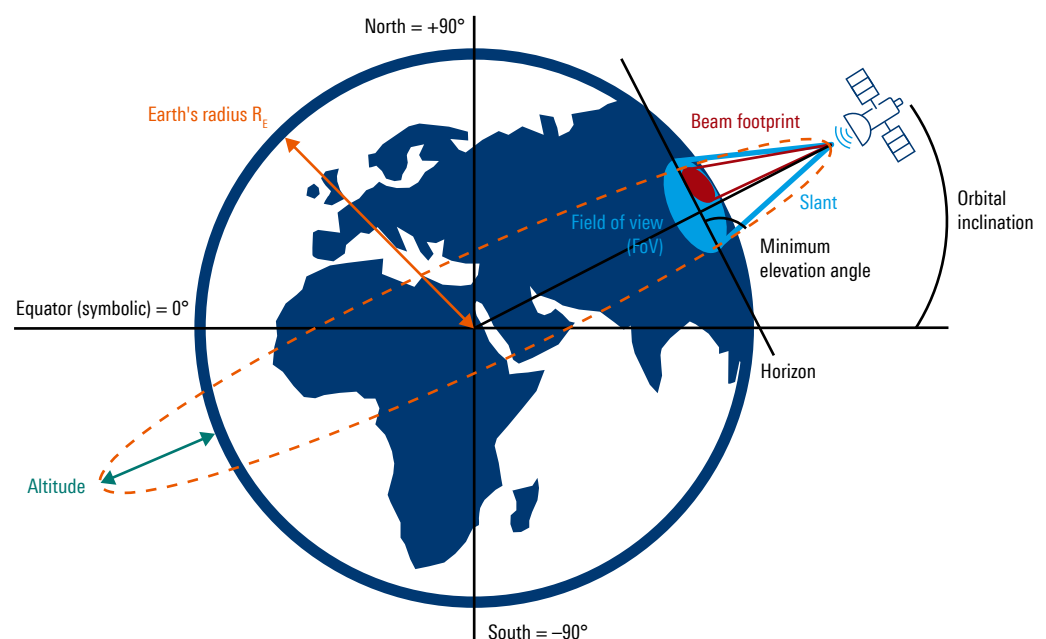 North = +90°
Earth's radius R_E
Beam footprint
Slant
Orbital
inclination
Field of view
(FoV)
Minimum
elevation angle
Equator (symbolic) = 0°
Horizon
Altitude
South = –90°